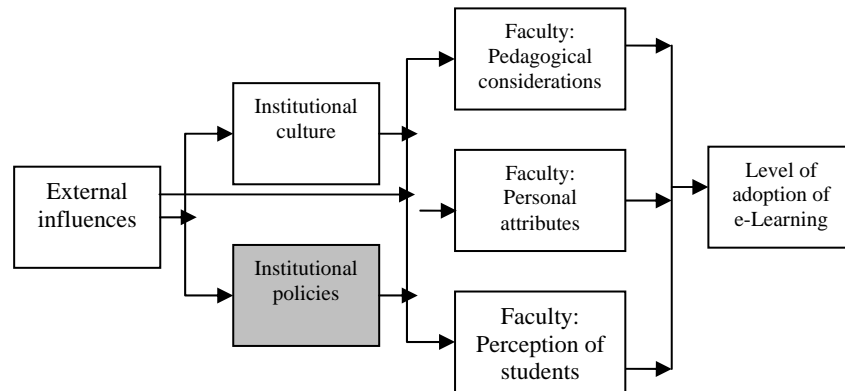 External
influences
Institutional
culture
Institutional
policies
Faculty:
Pedagogical
considerations
Faculty:
Personal
attributes
Faculty:
Perception of
students
Level of
adoption of
e-Learning